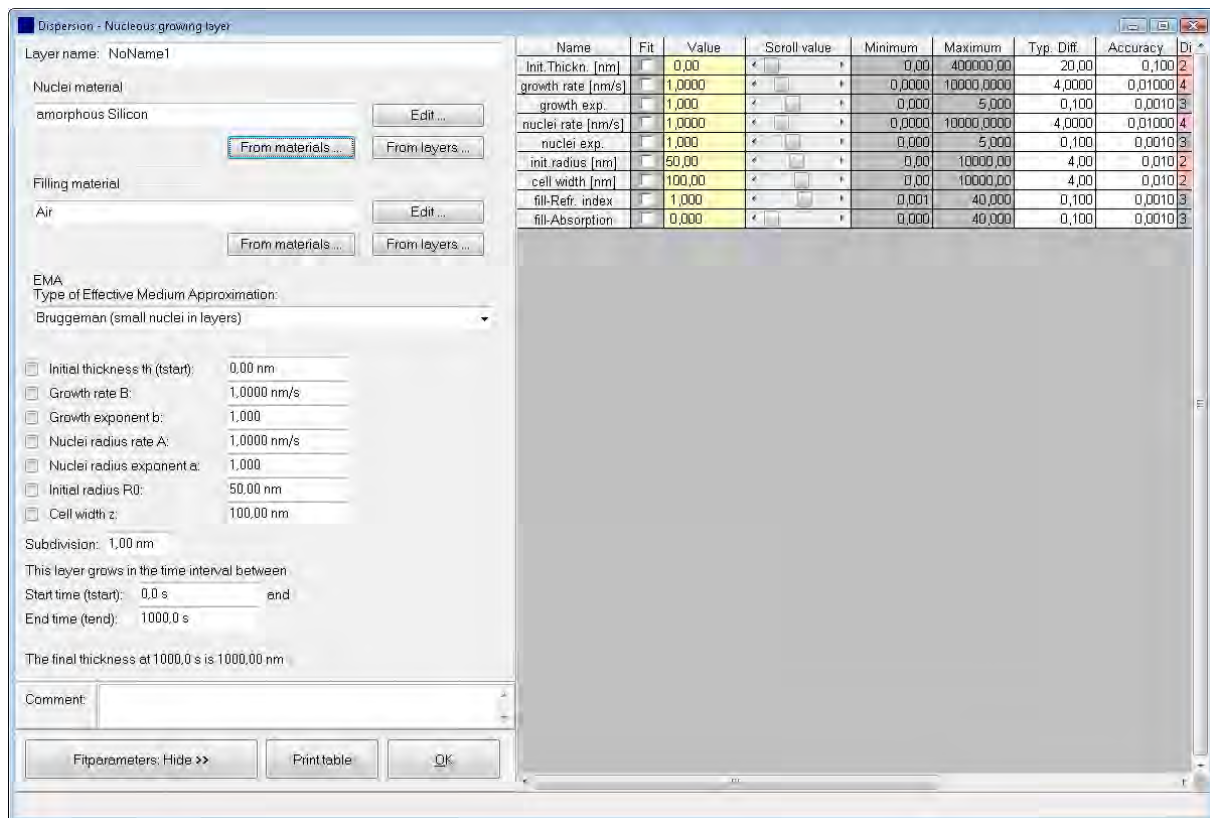 Dispersion - Nucleous growing layer
Layer name: NoName1
Nuclei material
amorphous Silicon
Edit ...
From materials ...
From layers ...
Filling material
Air
Edit ...
From materials ...
From layers ...
EMA
Type of Effective Medium Approximation:
Bruggeman (small nuclei in layers)
Initial thickness th (tstart): 0,00 nm
Growth rate B: 1,0000 nm/s
Growth exponent b: 1,000
Nuclei radius rate A: 1,0000 nm/s
Nuclei radius exponent a: 1,000
Initial radius R0: 50,00 nm
Cell width z: 100,00 nm
Subdivision: 1,00 nm
This layer grows in the time interval between
Start time (tstart): 0,0 s and
End time (tend): 1000,0 s
The final thickness at 1000,0 s is 1000,00 nm
Comment:
Fitparameters: Hide >>
Print table
OK
Name Fit Value Scroll value Minimum Maximum Typ. Diff. Accuracy Di
Init.Thickn. [nm] 0,00 0,00 400000,00 20,00 0,100 2
growth rate [nm/s] 1,0000 0,0000 10000,0000 4,0000 0,01000 4
growth exp. 1,000 0,000 5,000 0,100 0,0010 3
nuclei rate [nm/s] 1,0000 0,0000 10000,0000 4,0000 0,01000 4
nuclei exp. 1,000 0,000 5,000 0,100 0,0010 3
init radius [nm] 50,00 0,00 10000,00 4,00 0,010 2
cell width [nm] 100,00 0,00 10000,00 4,00 0,010 2
fill-Refr. index 1,000 0,001 40,000 0,100 0,0010 3
fill-Absorption 0,000 0,000 40,000 0,100 0,0010 3